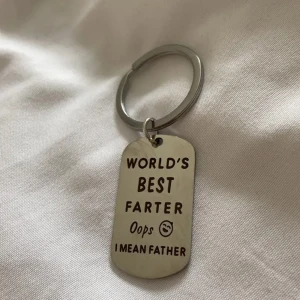 WORLD'S
BEST
FARTER
Oops
I MEAN FATHER